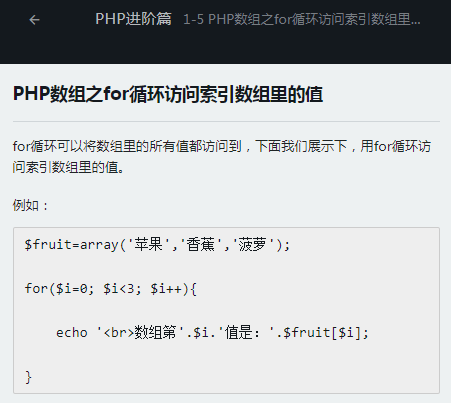 ← PHP进阶篇 1-5 PHP数组之for循环访问索引数组里...
PHP数组之for循环访问索引数组里的值
for循环可以将数组里的所有值都访问到，下面我们展示下，用for循环访
问索引数组里的值。
例如：
$fruit=array('苹果','香蕉','菠萝');
for($i=0; $i<3; $i++){
    echo '<br>数组第'.$i.'值是：'.$fruit[$i];
}